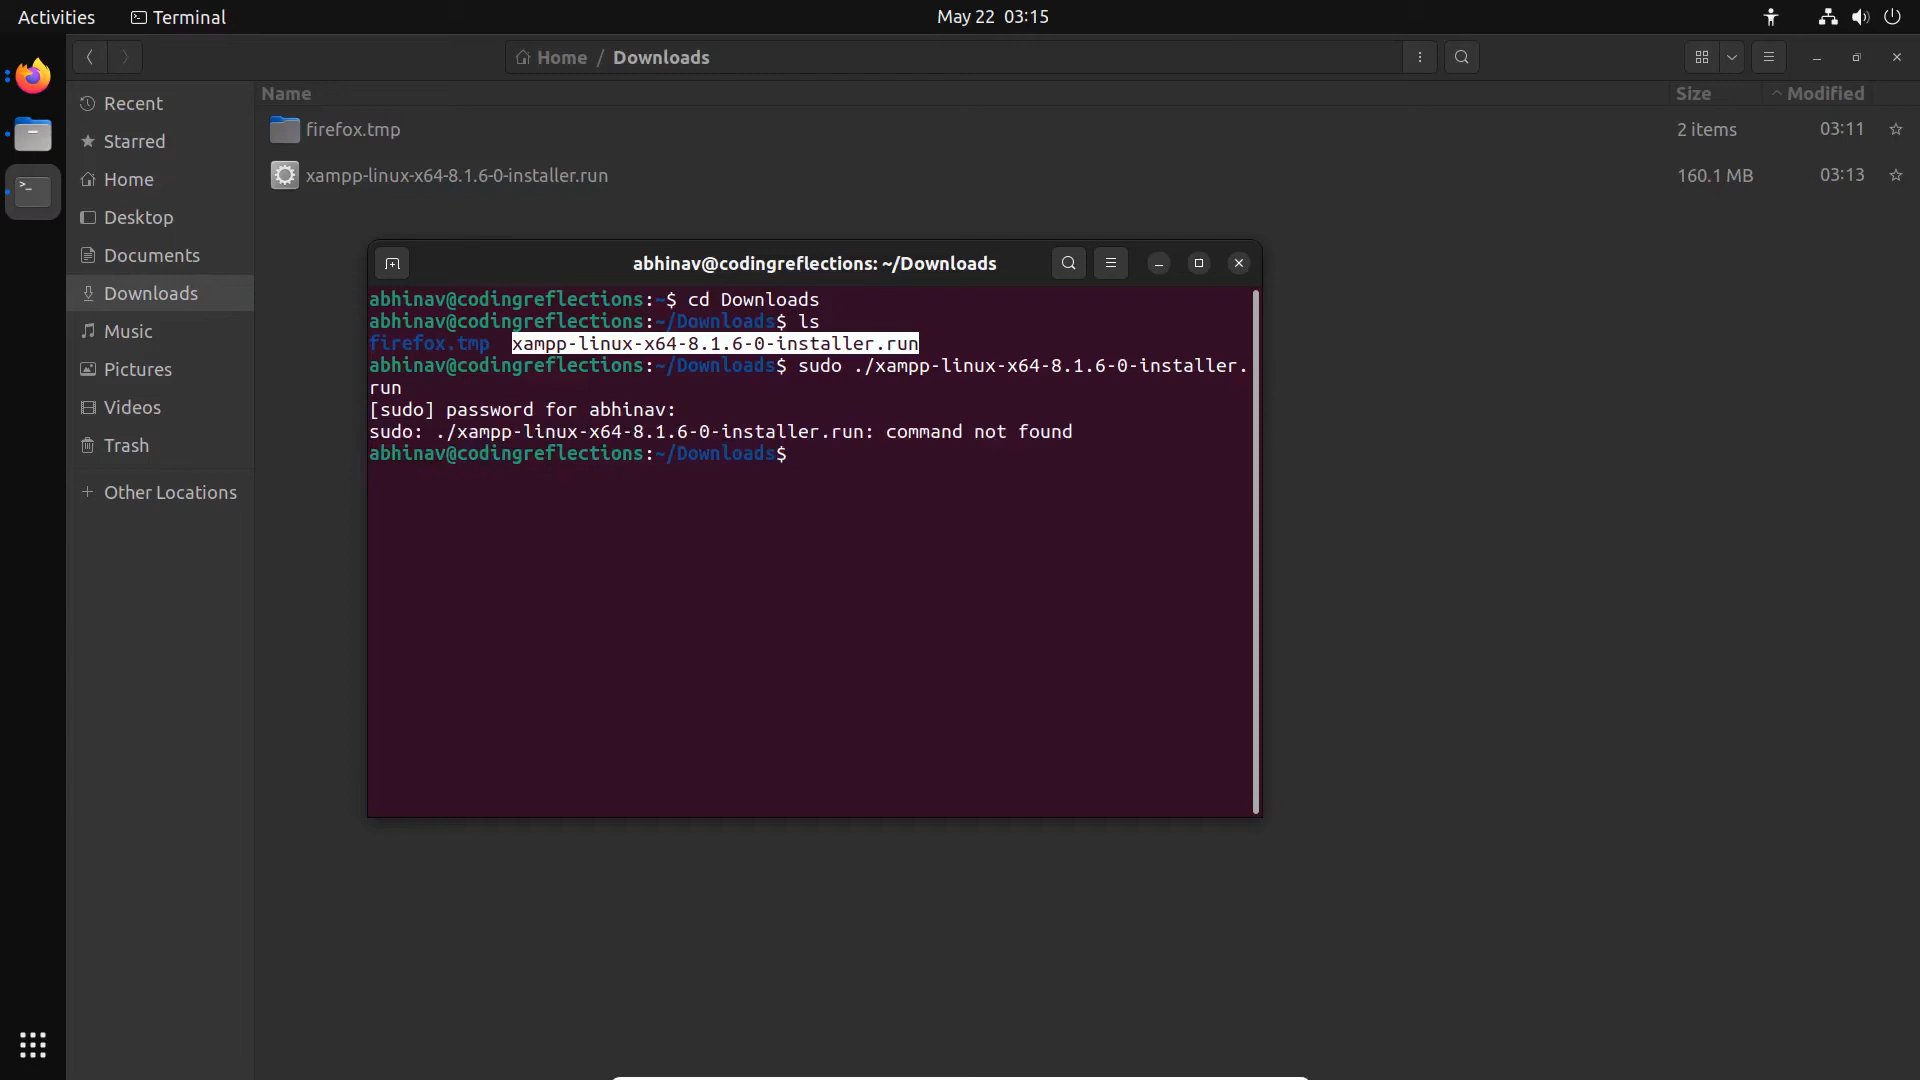 Activities
Terminal
May 22 03:15
Home / Downloads
Name
Size
Modified
Recent
Starred
Home
Desktop
Documents
Downloads
Music
Pictures
Videos
Trash
+ Other Locations
firefox.tmp
2 items
03:11
xampp-linux-x64-8.1.6-0-installer.run
160.1 MB
03:13
abhinav@codingreflections: ~/Downloads
abhinav@codingreflections:~$ cd Downloads
abhinav@codingreflections:~/Downloads$ ls
firefox.tmp  xampp-linux-x64-8.1.6-0-installer.run
abhinav@codingreflections:~/Downloads$ sudo ./xampp-linux-x64-8.1.6-0-installer.
run
[sudo] password for abhinav:
sudo: ./xampp-linux-x64-8.1.6-0-installer.run: command not found
abhinav@codingreflections:~/Downloads$